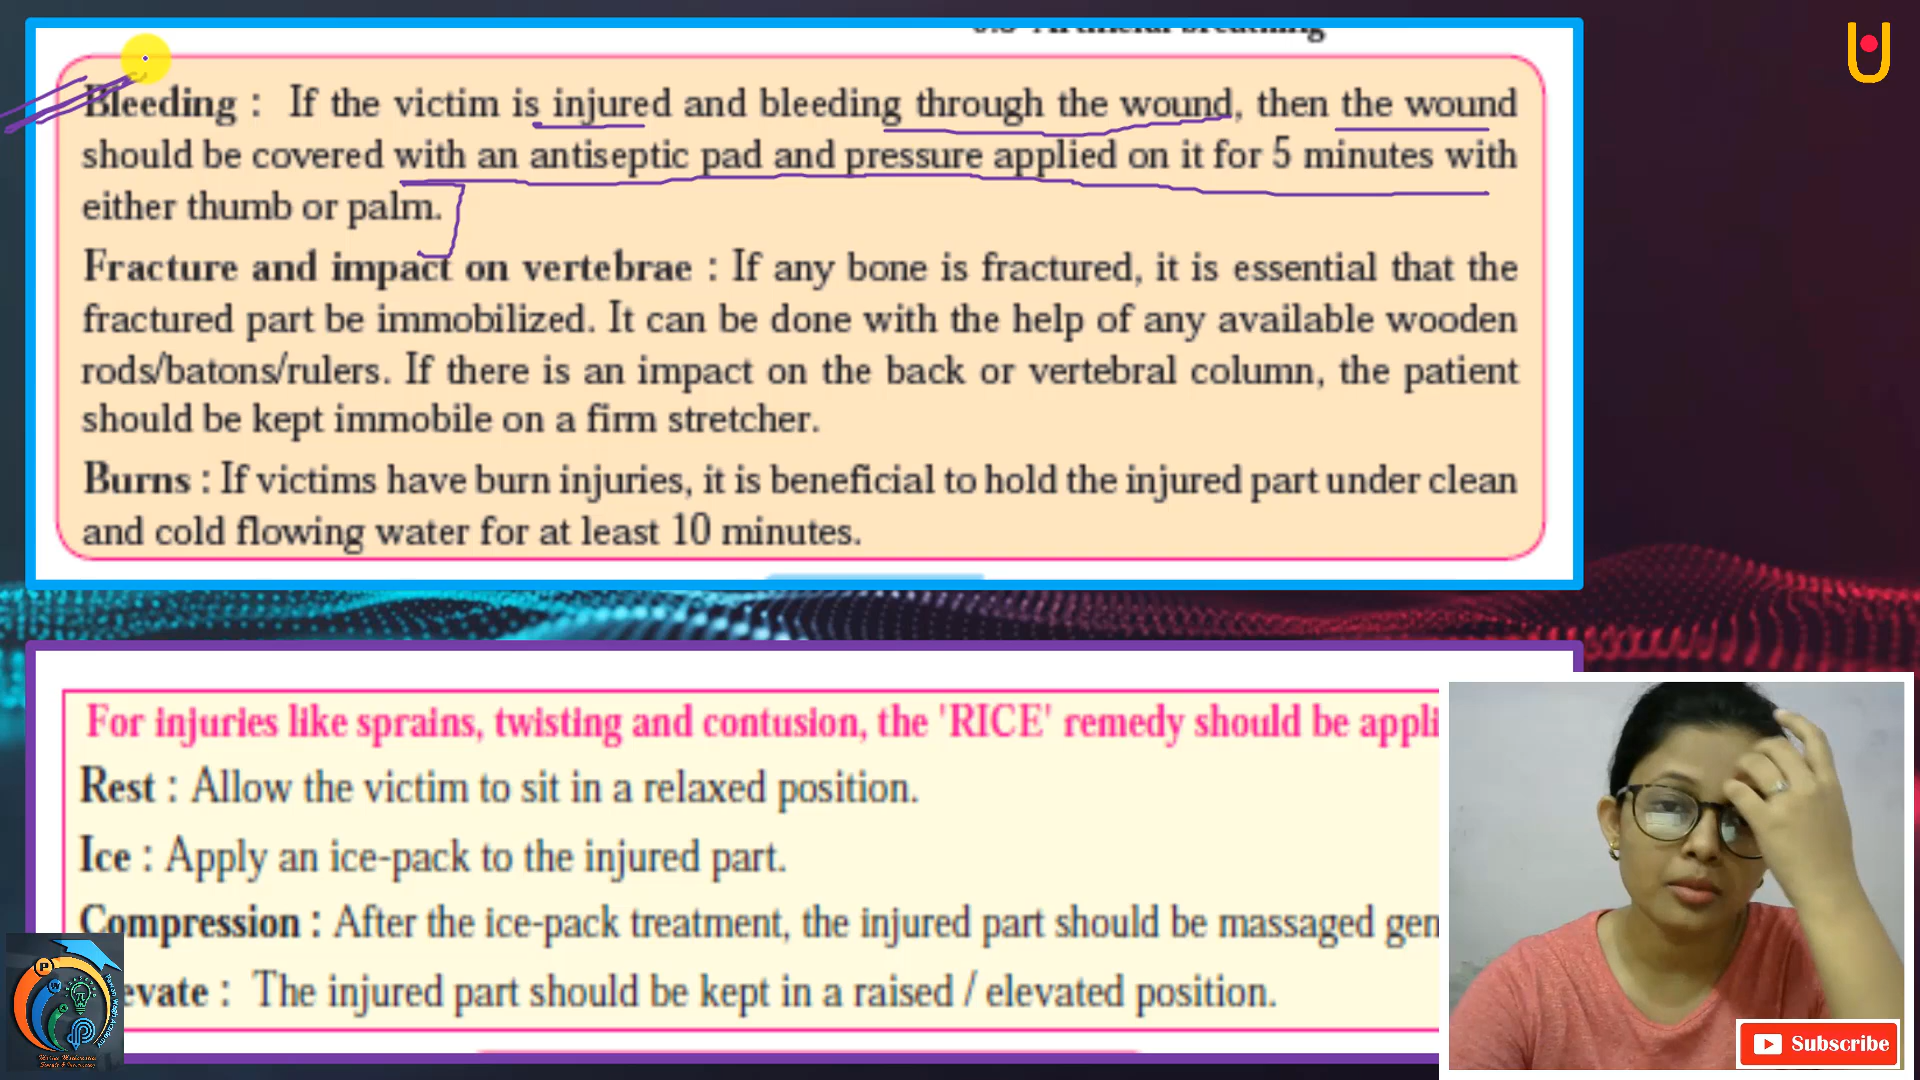 Bleeding : If the victim is injured and bleeding through the wound, then the wound
should be covered with an antiseptic pad and pressure applied on it for 5 minutes with
either thumb or palm.
Fracture and impact on vertebrae : If any bone is fractured, it is essential that the
fractured part be immobilized. It can be done with the help of any available wooden
rods/batons/rulers. If there is an impact on the back or vertebral column, the patient
should be kept immobile on a firm stretcher.
Burns : If victims have burn injuries, it is beneficial to hold the injured part under clean
and cold flowing water for at least 10 minutes.
For injuries like sprains, twisting and contusion, the 'RICE' remedy should be appli
Rest : Allow the victim to sit in a relaxed position.
Ice : Apply an ice-pack to the injured part.
Compression : After the ice-pack treatment, the injured part should be massaged gen
evate : The injured part should be kept in a raised / elevated position.
Subscribe